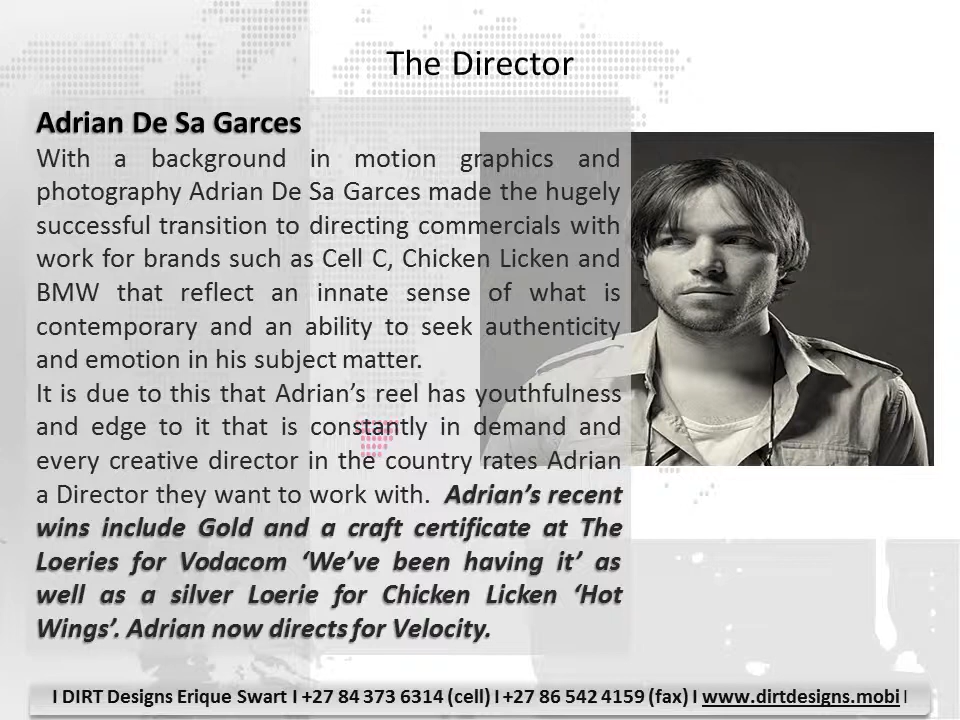 The Director
Adrian De Sa Garces
With a background in motion graphics and
photography Adrian De Sa Garces made the hugely
successful transition to directing commercials with
work for brands such as Cell C, Chicken Licken and
BMW that reflect an innate sense of what is
contemporary and an ability to seek authenticity
and emotion in his subject matter.
It is due to this that Adrian’s reel has youthfulness
and edge to it that is constantly in demand and
every creative director in the country rates Adrian
a Director they want to work with. Adrian’s recent
wins include Gold and a craft certificate at The
Loeries for Vodacom ‘We’ve been having it’ as
well as a silver Loerie for Chicken Licken ‘Hot
Wings’. Adrian now directs for Velocity.
I DIRT Designs Erique Swart I +27 84 373 6314 (cell) I +27 86 542 4159 (fax) I www.dirtdesigns.mobi I